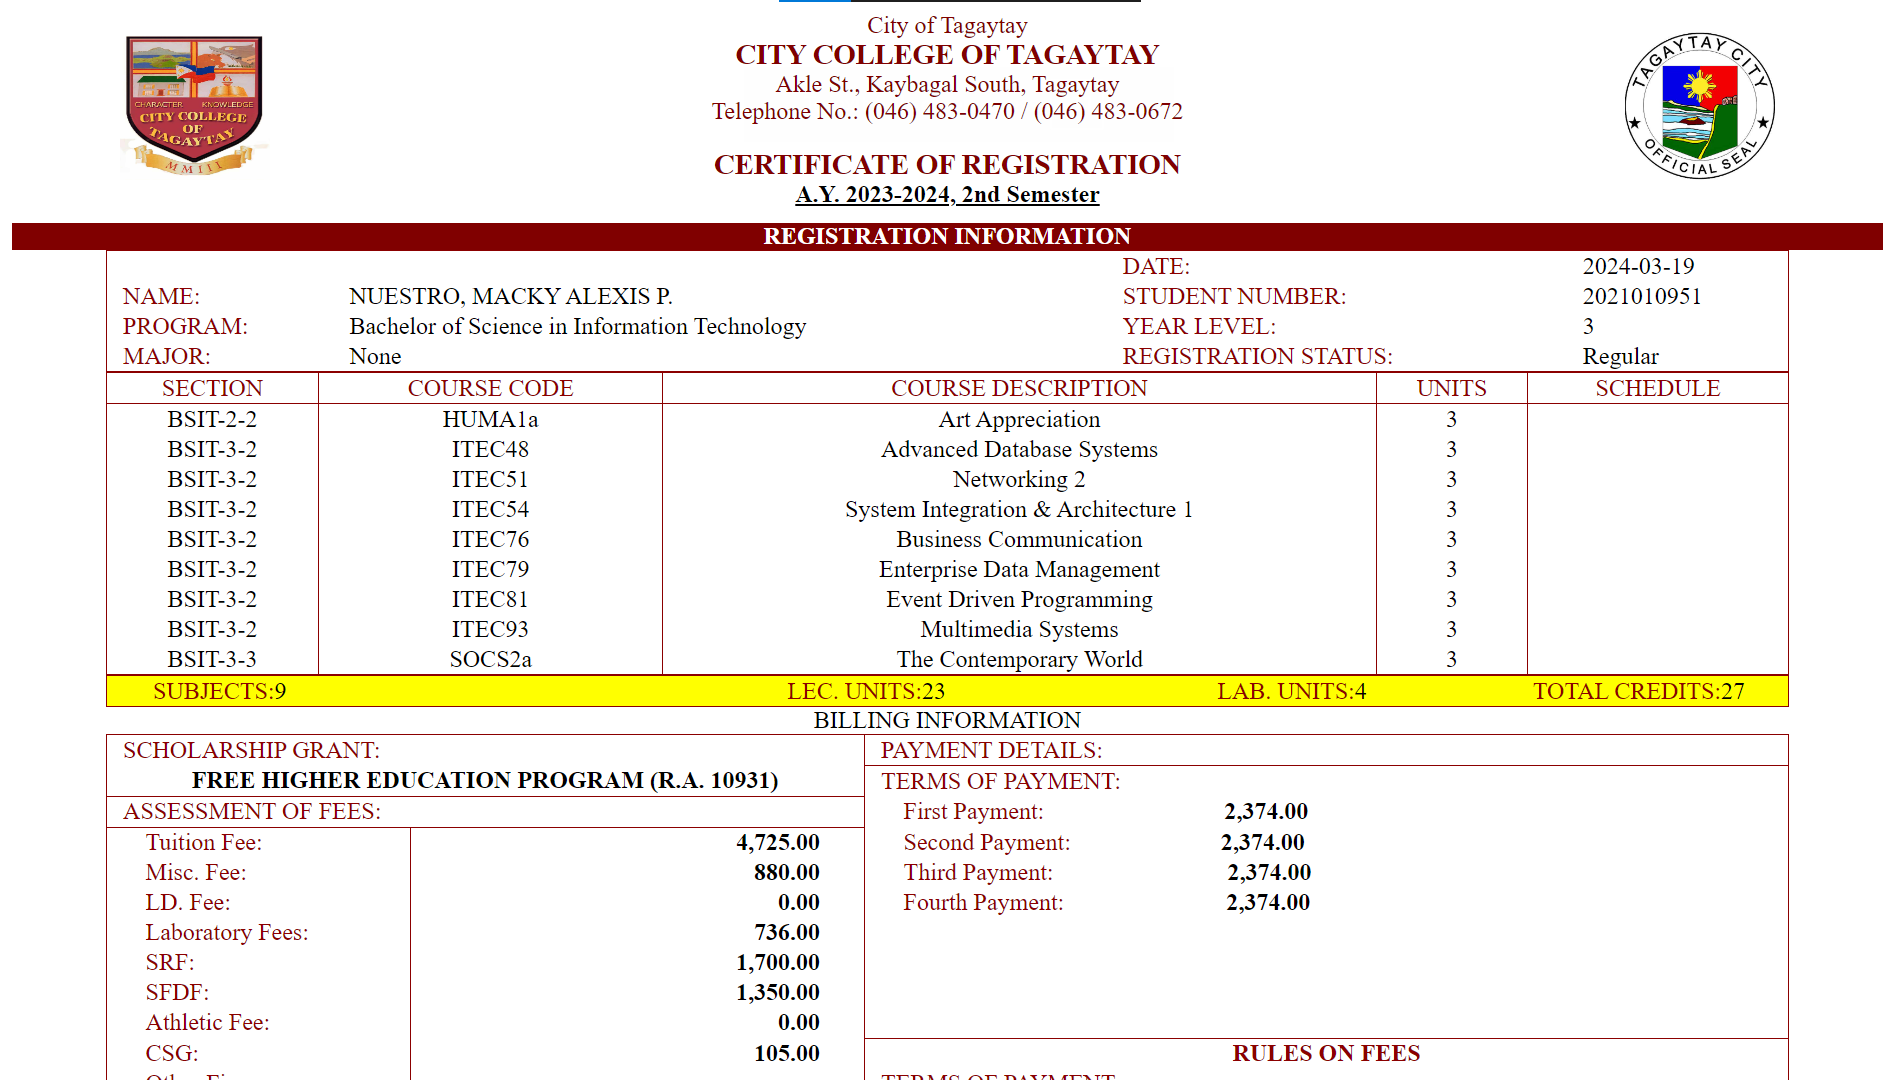 City of Tagaytay
CITY COLLEGE OF TAGAYTAY
Akle St., Kaybagal South, Tagaytay
Telephone No.: (046) 483-0470 / (046) 483-0672
CHARACTER KNOWLEDGE
CITY COLLEGE
OF
TAGAYTAY
MMIII
TAGAYTAY CITY
OFFICIAL SEAL
CERTIFICATE OF REGISTRATION
A.Y. 2023-2024, 2nd Semester
REGISTRATION INFORMATION
DATE: 2024-03-19
NAME: NUESTRO, MACKY ALEXIS P. STUDENT NUMBER: 2021010951
PROGRAM: Bachelor of Science in Information Technology YEAR LEVEL: 3
MAJOR: None REGISTRATION STATUS: Regular
SECTION COURSE CODE COURSE DESCRIPTION UNITS SCHEDULE
BSIT-2-2 HUMA1a Art Appreciation 3
BSIT-3-2 ITEC48 Advanced Database Systems 3
BSIT-3-2 ITEC51 Networking 2 3
BSIT-3-2 ITEC54 System Integration & Architecture 1 3
BSIT-3-2 ITEC76 Business Communication 3
BSIT-3-2 ITEC79 Enterprise Data Management 3
BSIT-3-2 ITEC81 Event Driven Programming 3
BSIT-3-2 ITEC93 Multimedia Systems 3
BSIT-3-3 SOCS2a The Contemporary World 3
SUBJECTS:9 LEC. UNITS:23 LAB. UNITS:4 TOTAL CREDITS:27
BILLING INFORMATION
SCHOLARSHIP GRANT:
FREE HIGHER EDUCATION PROGRAM (R.A. 10931)
ASSESSMENT OF FEES:
Tuition Fee: 4,725.00
Misc. Fee: 880.00
LD. Fee: 0.00
Laboratory Fees: 736.00
SRF: 1,700.00
SFDF: 1,350.00
Athletic Fee: 0.00
CSG: 105.00
PAYMENT DETAILS:
TERMS OF PAYMENT:
First Payment: 2,374.00
Second Payment: 2,374.00
Third Payment: 2,374.00
Fourth Payment: 2,374.00
RULES ON FEES
TERMS OF PAYMENT